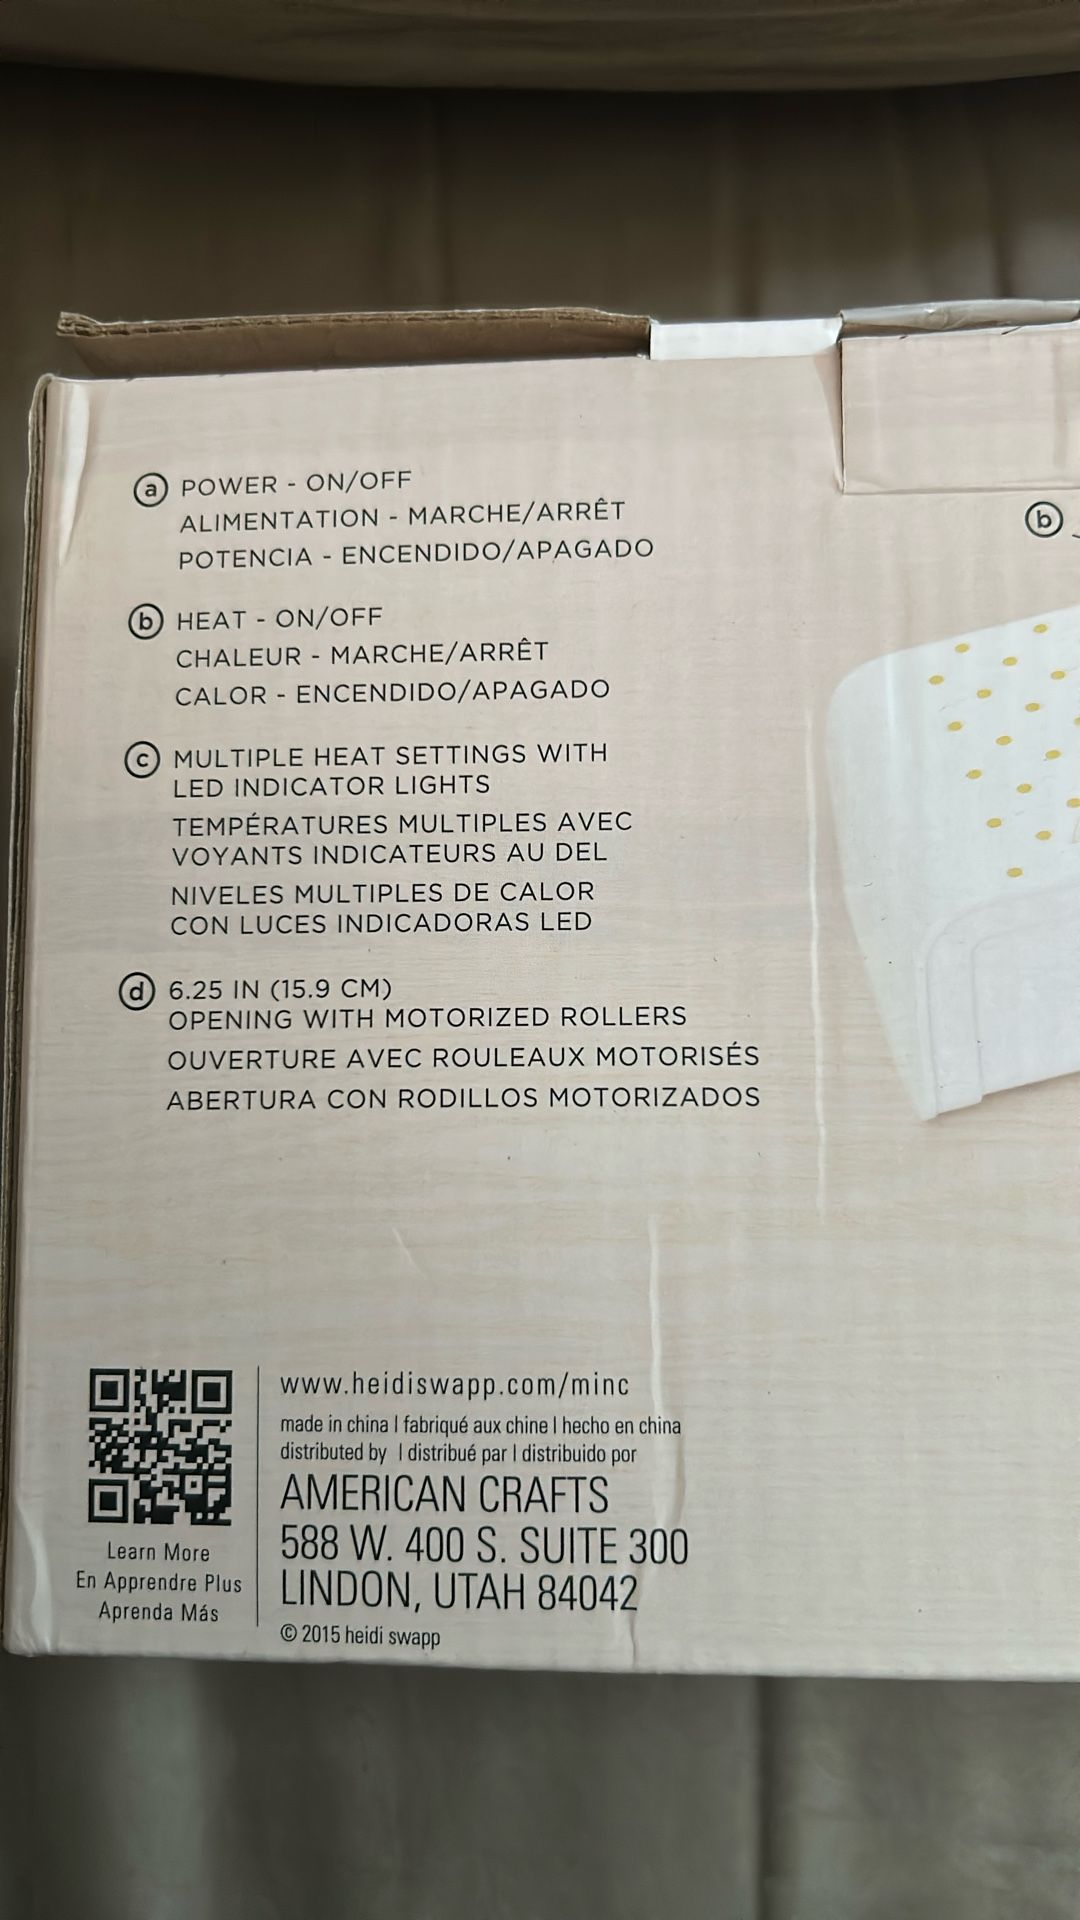 ⓐ POWER - ON/OFF
ALIMENTATION - MARCHE/ARRÊT
POTENCIA - ENCENDIDO/APAGADO
ⓑ HEAT - ON/OFF
CHALEUR - MARCHE/ARRÊT
CALOR - ENCENDIDO/APAGADO
ⓒ MULTIPLE HEAT SETTINGS WITH
LED INDICATOR LIGHTS
TEMPÉRATURES MULTIPLES AVEC
VOYANTS INDICATEURS AU DEL
NIVELES MULTIPLES DE CALOR
CON LUCES INDICADORAS LED
ⓓ 6.25 IN (15.9 CM)
OPENING WITH MOTORIZED ROLLERS
OUVERTURE AVEC ROULEAUX MOTORISÉS
ABERTURA CON RODILLOS MOTORIZADOS
ⓑ
Learn More
En Apprendre Plus
Aprenda Más
www.heidiswapp.com/minc
made in china | fabriqué aux chine | hecho en china
distributed by | distribué par | distribuido por
AMERICAN CRAFTS
588 W. 400 S. SUITE 300
LINDON, UTAH 84042
© 2015 heidi swapp